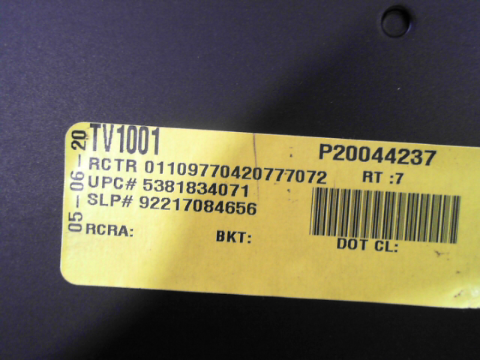 05-06-20
TV1001
P20044237
RCTR 01109770420777072 RT :7
UPC# 5381834071
SLP# 92217084656
RCRA: BKT: DOT CL: